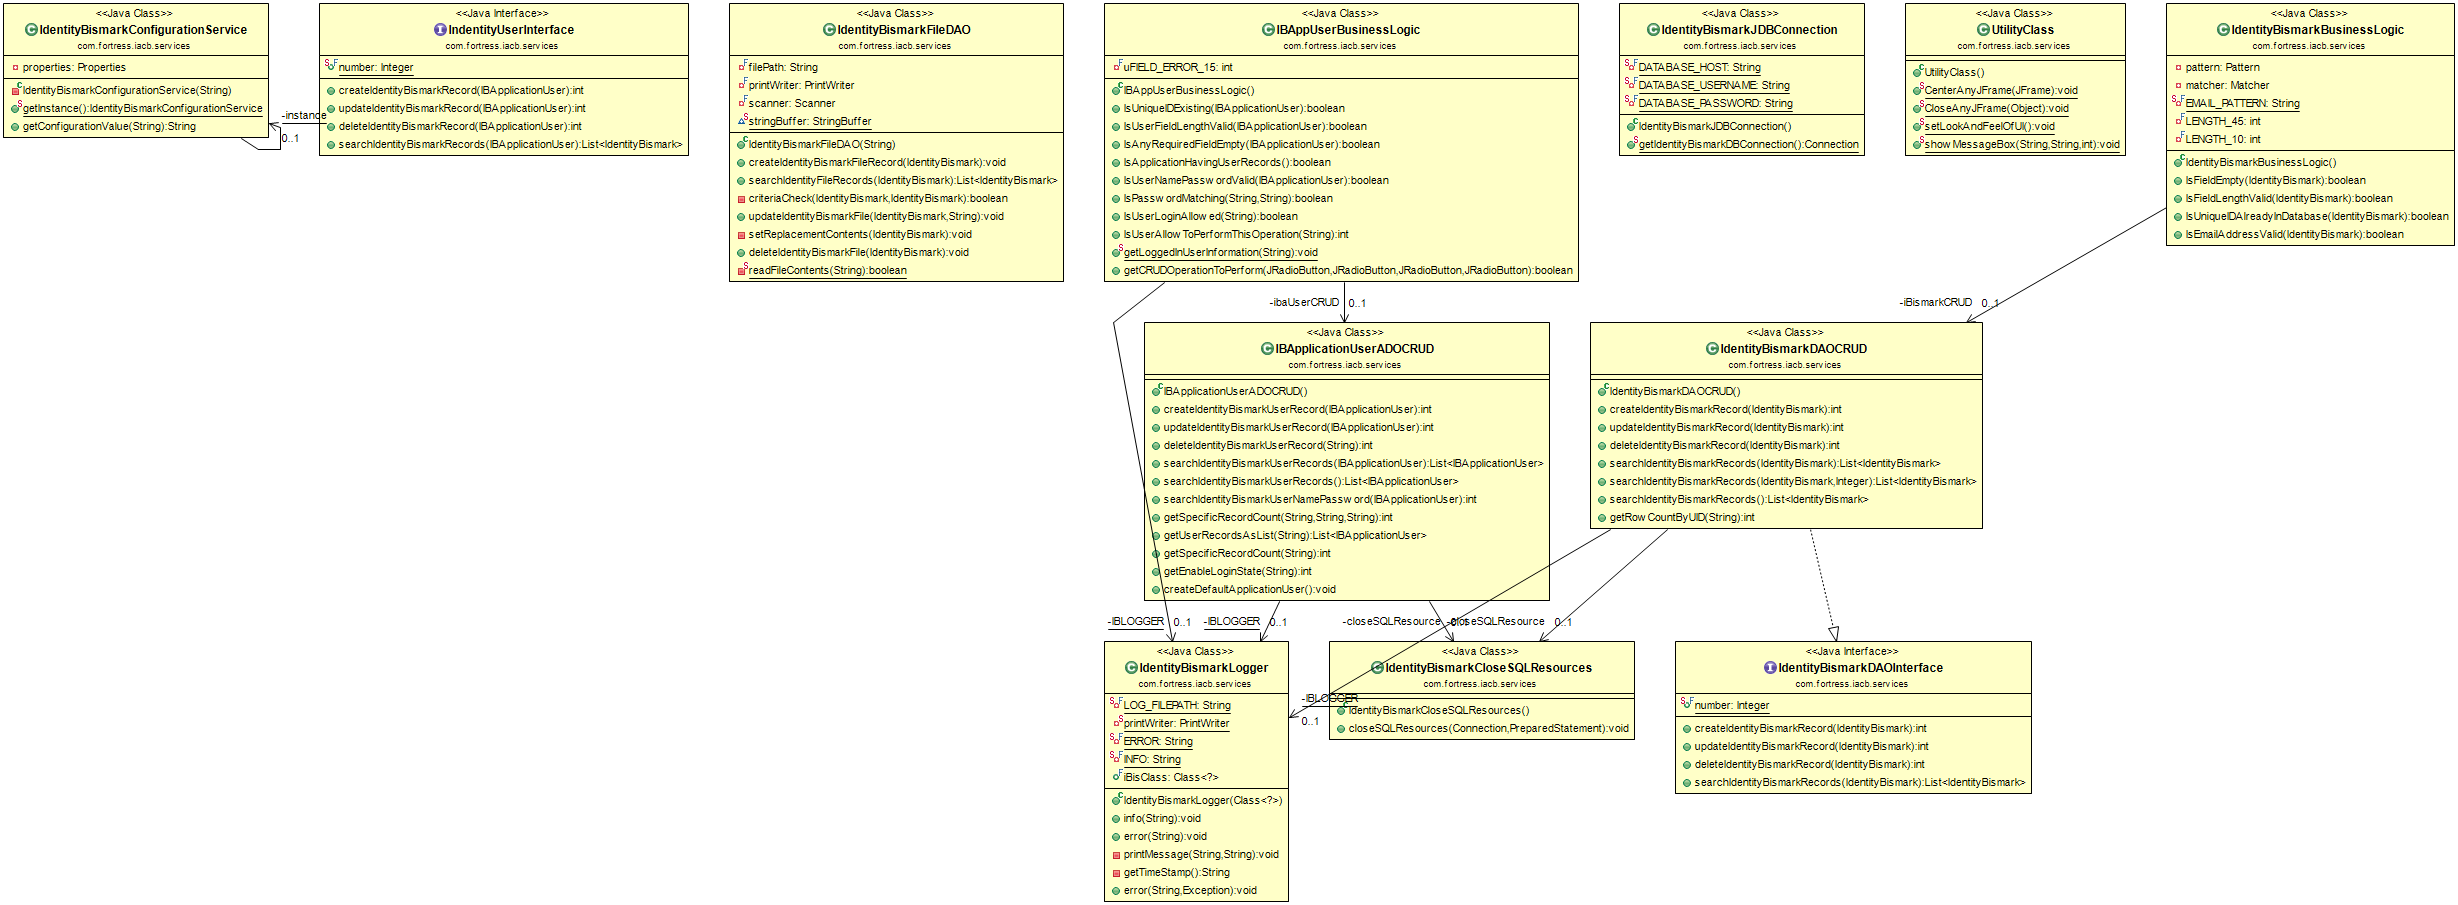 <<Java Class>>
IdentityBismarkConfigurationService
com.fortress.iacb.services
properties: Properties
IdentityBismarkConfigurationService(String)
getInstance():IdentityBismarkConfigurationService
getConfigurationValue(String):String
-instance
0..1
<<Java Interface>>
IndentityUserInterface
com.fortress.iacb.services
number: Integer
createIdentityBismarkRecord(IBApplicationUser):int
updateIdentityBismarkRecord(IBApplicationUser):int
deleteIdentityBismarkRecord(IBApplicationUser):int
searchIdentityBismarkRecords(IBApplicationUser):List<IdentityBismark>
<<Java Class>>
IdentityBismarkFileDAO
com.fortress.iacb.services
filePath: String
printWriter: PrintWriter
scanner: Scanner
stringBuffer: StringBuffer
IdentityBismarkFileDAO(String)
createIdentityBismarkFileRecord(IdentityBismark):void
searchIdentityFileRecords(IdentityBismark):List<IdentityBismark>
criteriaCheck(IdentityBismark,IdentityBismark):boolean
updateIdentityBismarkFile(IdentityBismark,String):void
setReplacementContents(IdentityBismark):void
deleteIdentityBismarkFile(IdentityBismark):void
readFileContents(String):boolean
<<Java Class>>
IBAppUserBusinessLogic
com.fortress.iacb.services
uFIELD_ERROR_15: int
IBAppUserBusinessLogic()
IsUniqueIDExisting(IBApplicationUser):boolean
IsUserFieldLengthValid(IBApplicationUser):boolean
IsAnyRequiredFieldEmpty(IBApplicationUser):boolean
IsApplicationHavingUserRecords():boolean
IsUserNamePasswordValid(IBApplicationUser):boolean
IsPasswordMatching(String,String):boolean
IsUserLoginAllowed(String):boolean
IsUserAllowToPerformThisOperation(String):int
getLoggedInUserInformation(String):void
getCRUDOperationToPerform(JRadioButton,JRadioButton,JRadioButton,JRadioButton):boolean
<<Java Class>>
IdentityBismarkJDBConnection
com.fortress.iacb.services
DATABASE_HOST: String
DATABASE_USERNAME: String
DATABASE_PASSWORD: String
IdentityBismarkJDBConnection()
getIdentityBismarkDBConnection():Connection
<<Java Class>>
UtilityClass
com.fortress.iacb.services
UtilityClass()
CenterAnyJFrame(JFrame):void
CloseAnyJFrame(Object):void
setLookAndFeelOfUI():void
showMessageBox(String,String,int):void
<<Java Class>>
IdentityBismarkBusinessLogic
com.fortress.iacb.services
pattern: Pattern
matcher: Matcher
EMAIL_PATTERN: String
LENGTH_45: int
LENGTH_10: int
IdentityBismarkBusinessLogic()
IsFieldEmpty(IdentityBismark):boolean
IsFieldLengthValid(IdentityBismark):boolean
IsUniqueIDAlreadyInDatabase(IdentityBismark):boolean
IsEmailAddressValid(IdentityBismark):boolean
-ibaUserCRUD 0..1
-iBismarkCRUD 0..1
<<Java Class>>
IBApplicationUserADOCRUD
com.fortress.iacb.services
IBApplicationUserADOCRUD()
createIdentityBismarkUserRecord(IBApplicationUser):int
updateIdentityBismarkUserRecord(IBApplicationUser):int
deleteIdentityBismarkUserRecord(String):int
searchIdentityBismarkUserRecords(IBApplicationUser):List<IBApplicationUser>
searchIdentityBismarkUserRecords():List<IBApplicationUser>
searchIdentityBismarkUserNamePassword(IBApplicationUser):int
getSpecificRecordCount(String,String,String):int
getUserRecordsAsList(String):List<IBApplicationUser>
getSpecificRecordCount(String):int
getEnableLoginState(String):int
createDefaultApplicationUser():void
<<Java Class>>
IdentityBismarkDAOCRUD
com.fortress.iacb.services
IdentityBismarkDAOCRUD()
createIdentityBismarkRecord(IdentityBismark):int
updateIdentityBismarkRecord(IdentityBismark):int
deleteIdentityBismarkRecord(IdentityBismark):int
searchIdentityBismarkRecords(IdentityBismark):List<IdentityBismark>
searchIdentityBismarkRecords(IdentityBismark,Integer):List<IdentityBismark>
searchIdentityBismarkRecords():List<IdentityBismark>
getRowCountByUID(String):int
-IBLOGGER 0..1
-IBLOGGER 0..1
-closeSQLResource 0..1
-closeSQLResource 0..1
<<Java Class>>
IdentityBismarkLogger
com.fortress.iacb.services
LOG_FILEPATH: String
printWriter: PrintWriter
ERROR: String
INFO: String
iBisClass: Class<?>
IdentityBismarkLogger(Class<?>)
info(String):void
error(String):void
printMessage(String,String):void
getTimeStamp():String
error(String,Exception):void
-IBLOGGER
0..1
<<Java Class>>
IdentityBismarkCloseSQLResources
com.fortress.iacb.services
IdentityBismarkCloseSQLResources()
closeSQLResources(Connection,PreparedStatement):void
<<Java Interface>>
IdentityBismarkDAOInterface
com.fortress.iacb.services
number: Integer
createIdentityBismarkRecord(IdentityBismark):int
updateIdentityBismarkRecord(IdentityBismark):int
deleteIdentityBismarkRecord(IdentityBismark):int
searchIdentityBismarkRecords(IdentityBismark):List<IdentityBismark>